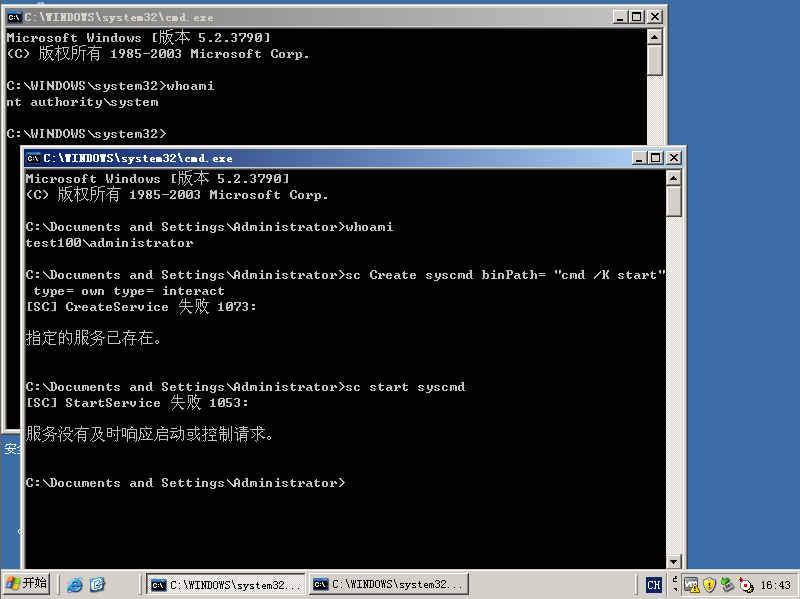 C:\WINDOWS\system32\cmd.exe
Microsoft Windows [版本 5.2.3790]
(C) 版权所有 1985-2003 Microsoft Corp.
C:\WINDOWS\system32>whoami
nt authority\system
C:\WINDOWS\system32>
C:\WINDOWS\system32\cmd.exe
Microsoft Windows [版本 5.2.3790]
(C) 版权所有 1985-2003 Microsoft Corp.
C:\Documents and Settings\Administrator>whoami
test100\administrator
C:\Documents and Settings\Administrator>sc Create syscmd binPath= "cmd /K start"
type= own type= interact
[SC] CreateService 失败 1073:
指定的服务已存在。
C:\Documents and Settings\Administrator>sc start syscmd
[SC] StartService 失败 1053:
服务没有及时响应启动或控制请求。
C:\Documents and Settings\Administrator>
开始
C:\WINDOWS\system32...
C:\WINDOWS\system32...
CH
16:43